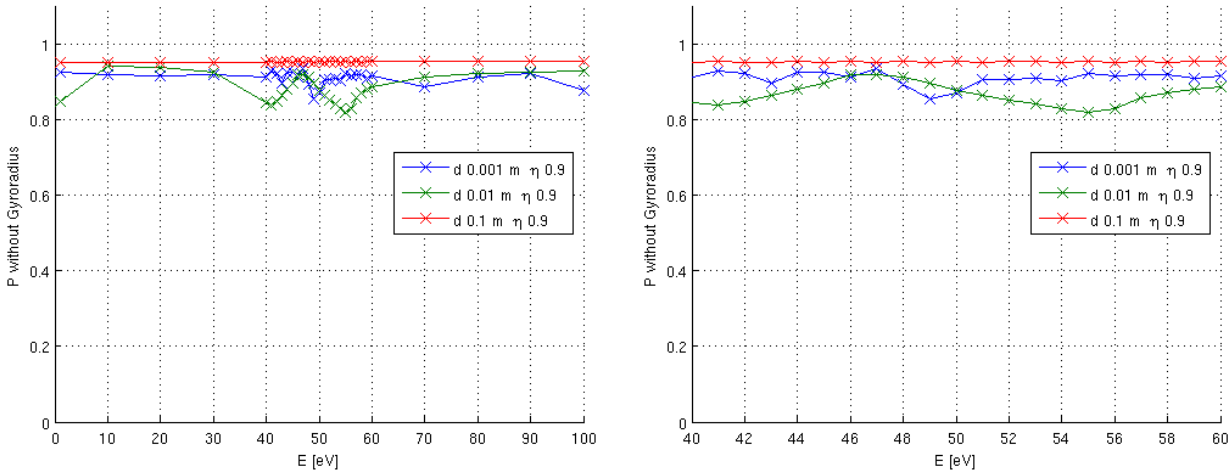 P without Gyroradius
1
0.8
0.6
0.4
0.2
0
0 10 20 30 40 50 60 70 80 90 100
E [eV]
d 0.001 m η 0.9
d 0.01 m η 0.9
d 0.1 m η 0.9
P without Gyroradius
1
0.8
0.6
0.4
0.2
0
40 42 44 46 48 50 52 54 56 58 60
E [eV]
d 0.001 m η 0.9
d 0.01 m η 0.9
d 0.1 m η 0.9